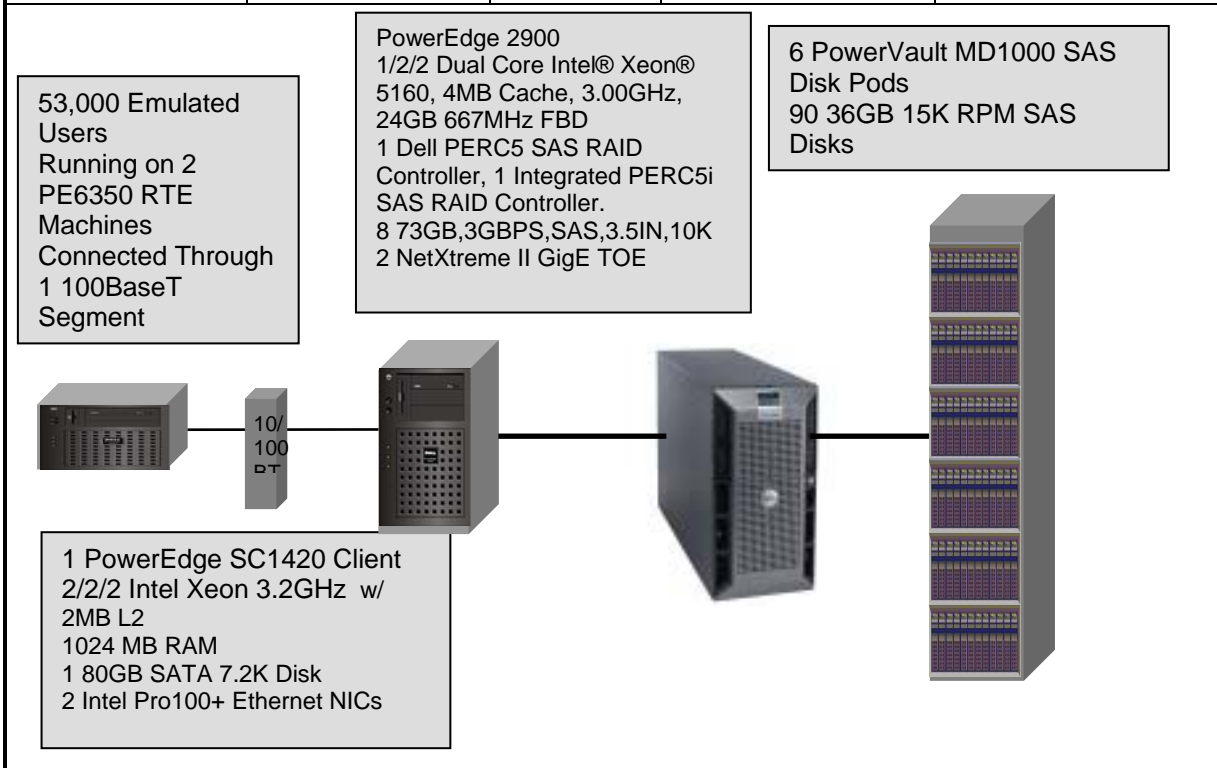 53,000 Emulated
Users
Running on 2
PE6350 RTE
Machines
Connected Through
1 100BaseT
Segment
PowerEdge 2900
1/2/2 Dual Core Intel® Xeon®
5160, 4MB Cache, 3.00GHz,
24GB 667MHz FBD
1 Dell PERC5 SAS RAID
Controller, 1 Integrated PERC5i
SAS RAID Controller.
8 73GB,3GBPS,SAS,3.5IN,10K
2 NetXtreme II GigE TOE
6 PowerVault MD1000 SAS
Disk Pods
90 36GB 15K RPM SAS
Disks
10/
100
1 PowerEdge SC1420 Client
2/2/2 Intel Xeon 3.2GHz w/
2MB L2
1024 MB RAM
1 80GB SATA 7.2K Disk
2 Intel Pro100+ Ethernet NICs